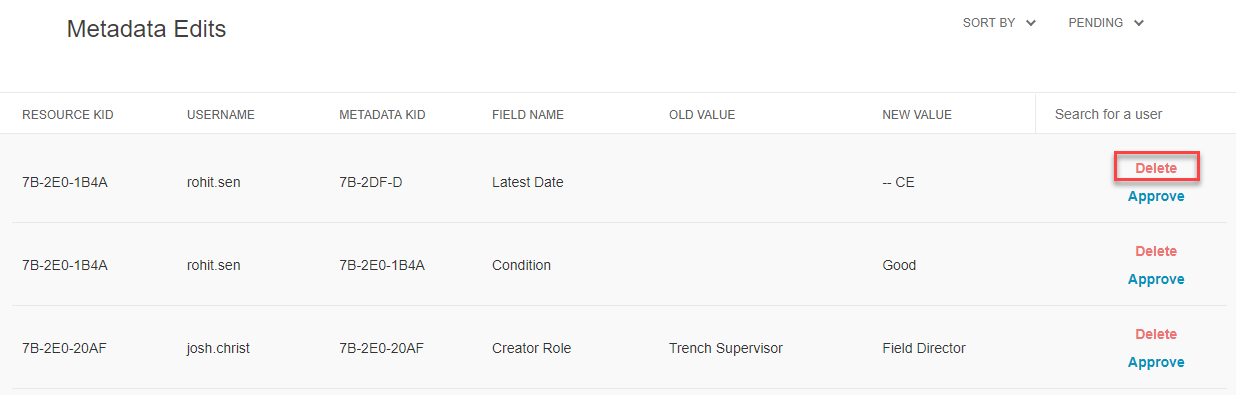 Metadata Edits
SORT BY PENDING
RESOURCE KID USERNAME METADATA KID FIELD NAME OLD VALUE NEW VALUE Search for a user
Delete
7B-2E0-1B4A rohit.sen 7B-2DF-D Latest Date -- CE
Approve
Delete
7B-2E0-1B4A rohit.sen 7B-2E0-1B4A Condition Good
Approve
Delete
7B-2E0-20AF josh.christ 7B-2E0-20AF Creator Role Trench Supervisor Field Director
Approve